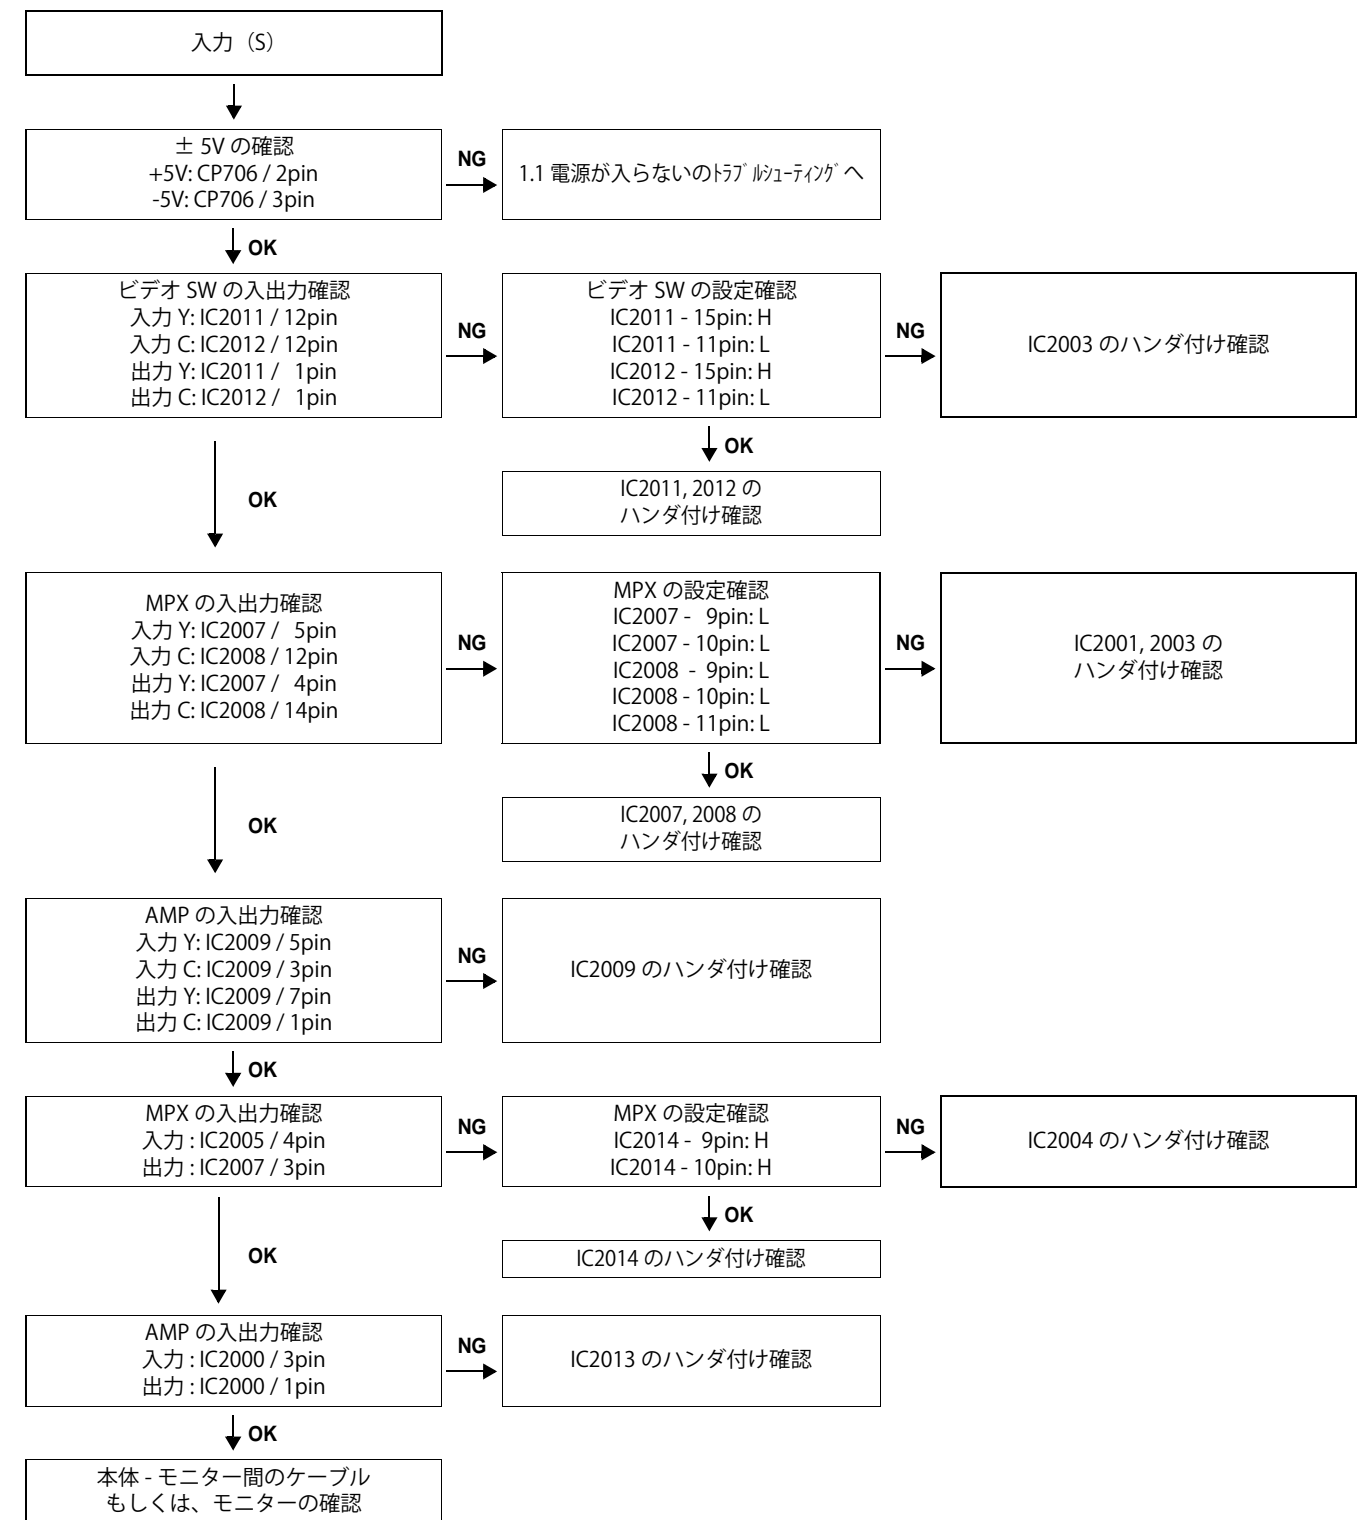 入力（S）
± 5V の確認
+5V: CP706 / 2pin
-5V: CP706 / 3pin
NG
1.1 電源が入らないのﾄﾗﾌﾞﾙｼｭｰﾃｨﾝｸﾞへ
OK
ビデオ SW の入出力確認
入力 Y: IC2011 / 12pin
入力 C: IC2012 / 12pin
出力 Y: IC2011 / 1pin
出力 C: IC2012 / 1pin
NG
ビデオ SW の設定確認
IC2011 - 15pin: H
IC2011 - 11pin: L
IC2012 - 15pin: H
IC2012 - 11pin: L
NG
IC2003 のハンダ付け確認
OK
IC2011, 2012 の
ハンダ付け確認
OK
MPX の入出力確認
入力 Y: IC2007 / 5pin
入力 C: IC2008 / 12pin
出力 Y: IC2007 / 4pin
出力 C: IC2008 / 14pin
NG
MPX の設定確認
IC2007 - 9pin: L
IC2007 - 10pin: L
IC2008 - 9pin: L
IC2008 - 10pin: L
IC2008 - 11pin: L
NG
IC2001, 2003 の
ハンダ付け確認
OK
IC2007, 2008 の
ハンダ付け確認
OK
AMP の入出力確認
入力 Y: IC2009 / 5pin
入力 C: IC2009 / 3pin
出力 Y: IC2009 / 7pin
出力 C: IC2009 / 1pin
NG
IC2009 のハンダ付け確認
OK
MPX の入出力確認
入力 : IC2005 / 4pin
出力 : IC2007 / 3pin
NG
MPX の設定確認
IC2014 - 9pin: H
IC2014 - 10pin: H
NG
IC2004 のハンダ付け確認
OK
IC2014 のハンダ付け確認
OK
AMP の入出力確認
入力 : IC2000 / 3pin
出力 : IC2000 / 1pin
NG
IC2013 のハンダ付け確認
OK
本体 - モニター間のケーブル
もしくは、モニターの確認